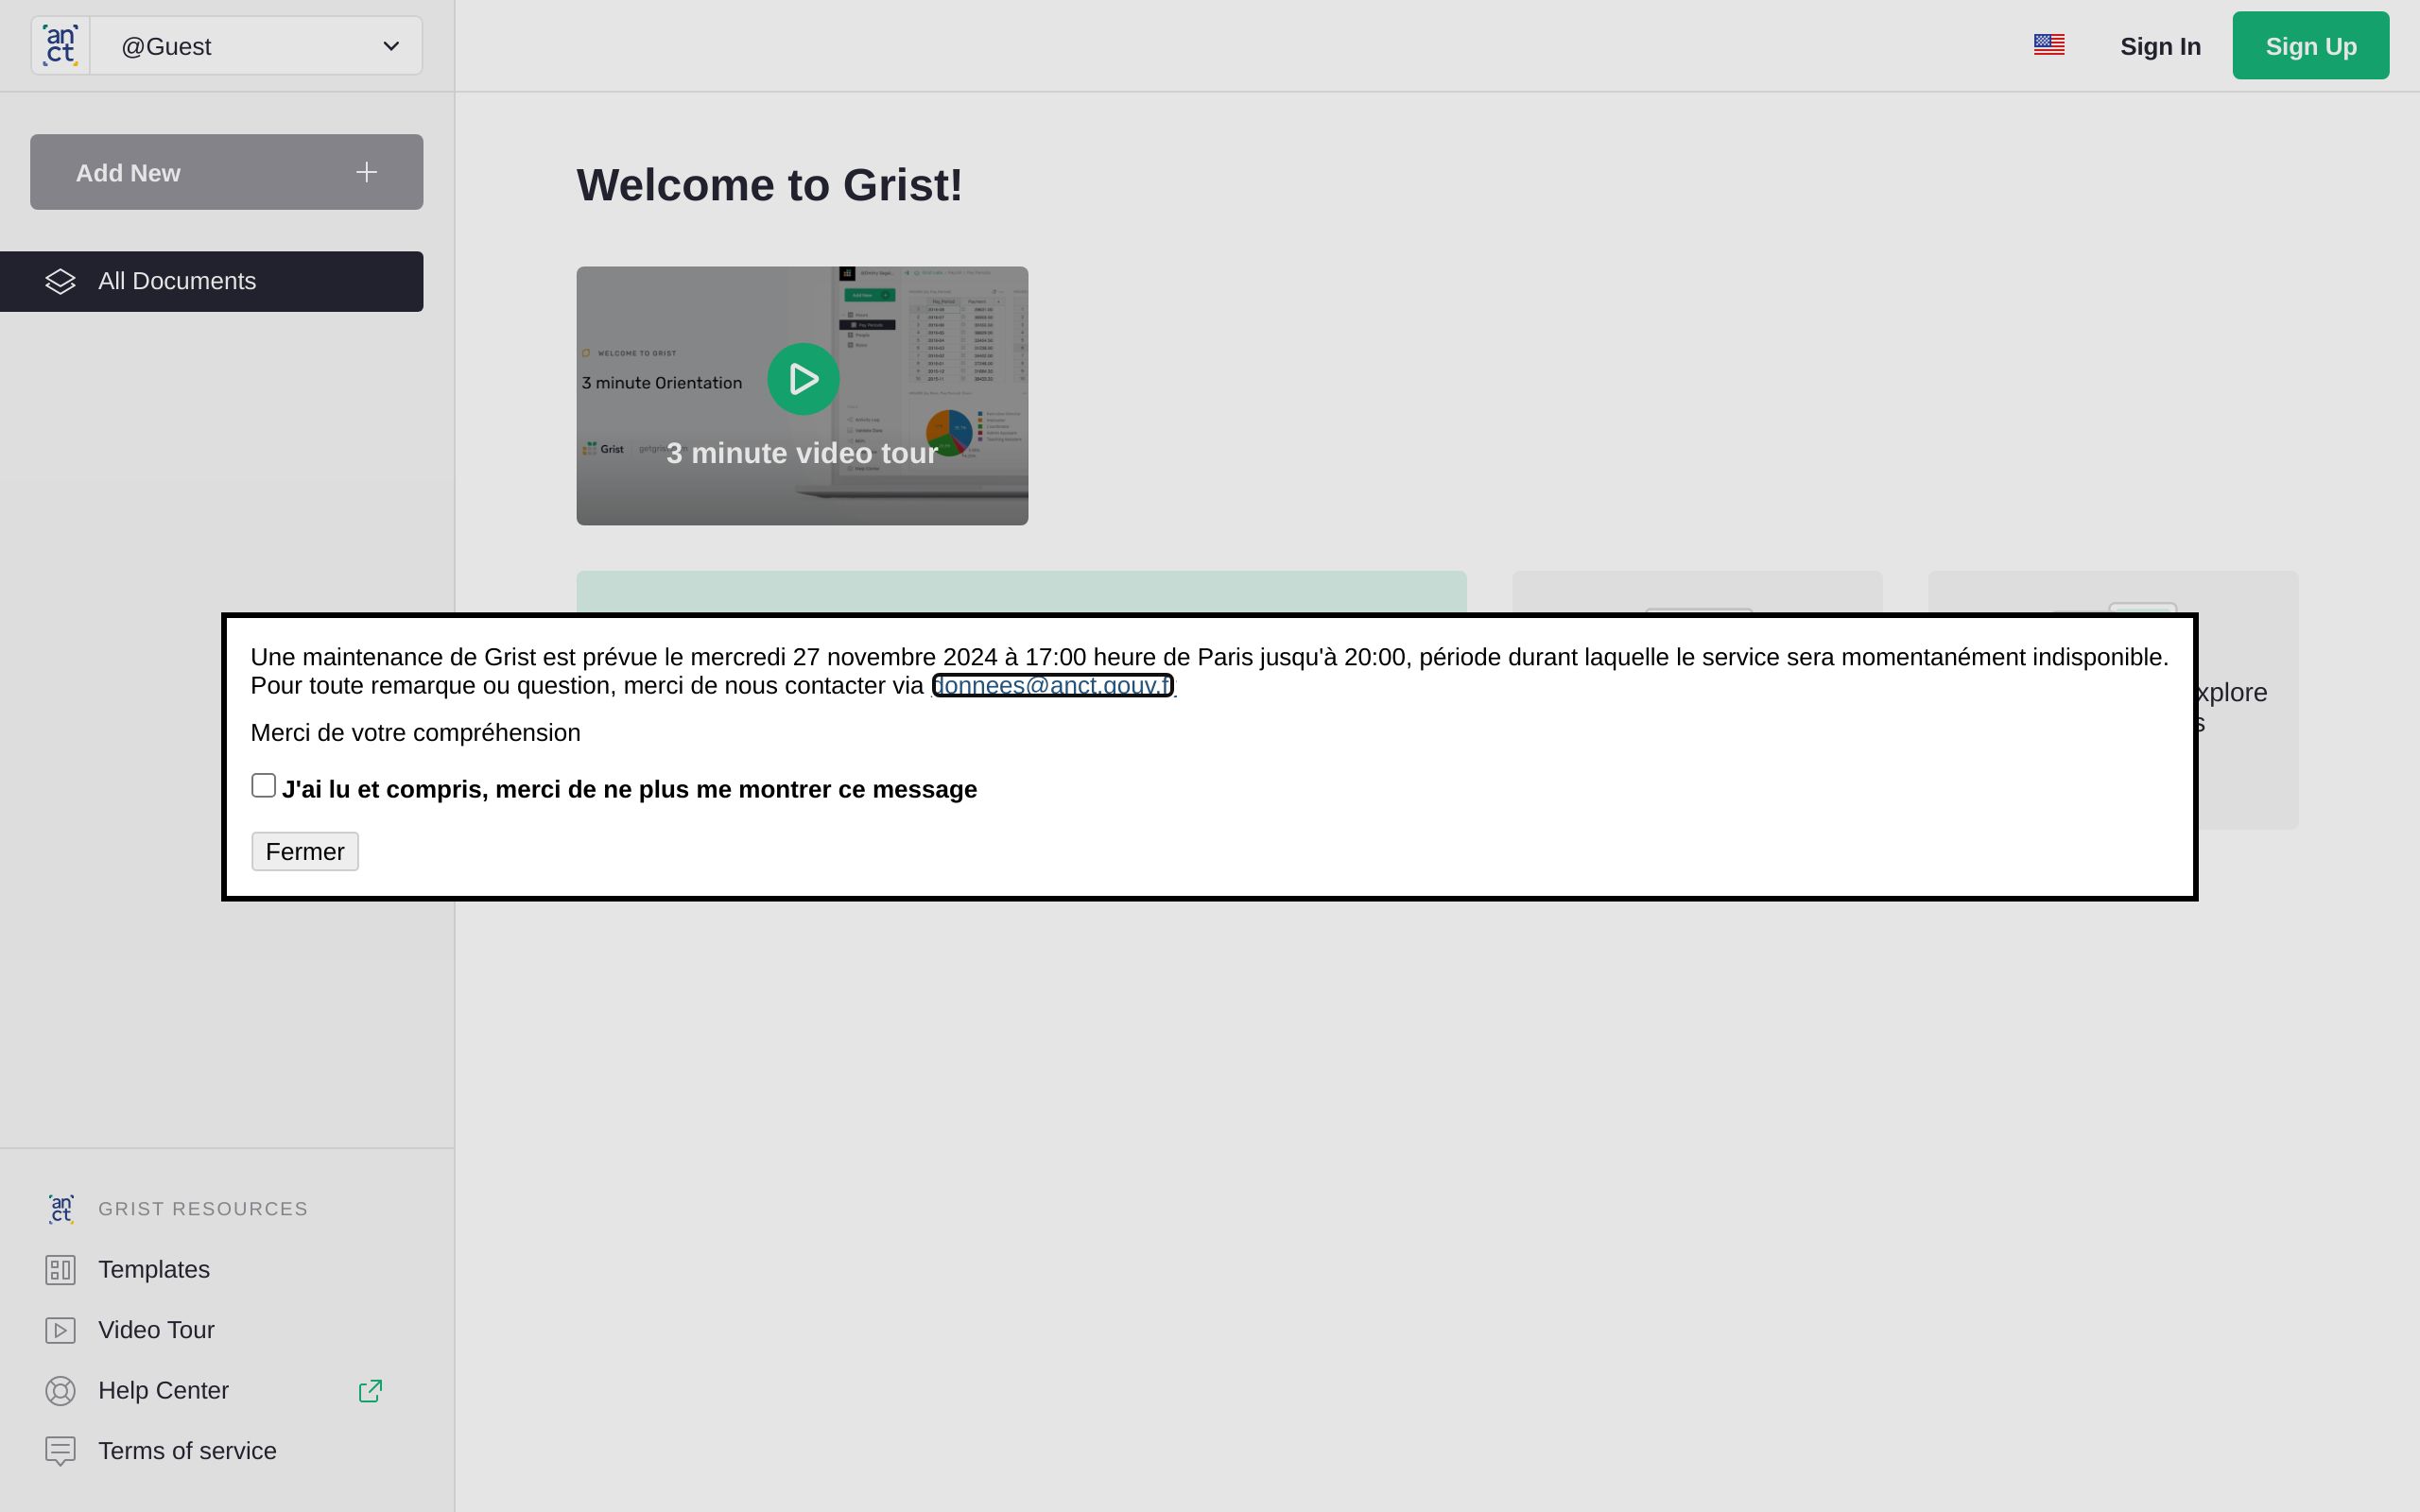 an
ct
@Guest
Sign In
Sign Up
Add New
All Documents
Welcome to Grist!
WELCOME TO GRIST
3 minute Orientation
Grist
3 minute video tour
Une maintenance de Grist est prévue le mercredi 27 novembre 2024 à 17:00 heure de Paris jusqu'à 20:00, période durant laquelle le service sera momentanément indisponible.
Pour toute remarque ou question, merci de nous contacter via donnees@anct.gouv.fr
Merci de votre compréhension
J'ai lu et compris, merci de ne plus me montrer ce message
Fermer
xplore
s
an
ct
GRIST RESOURCES
Templates
Video Tour
Help Center
Terms of service